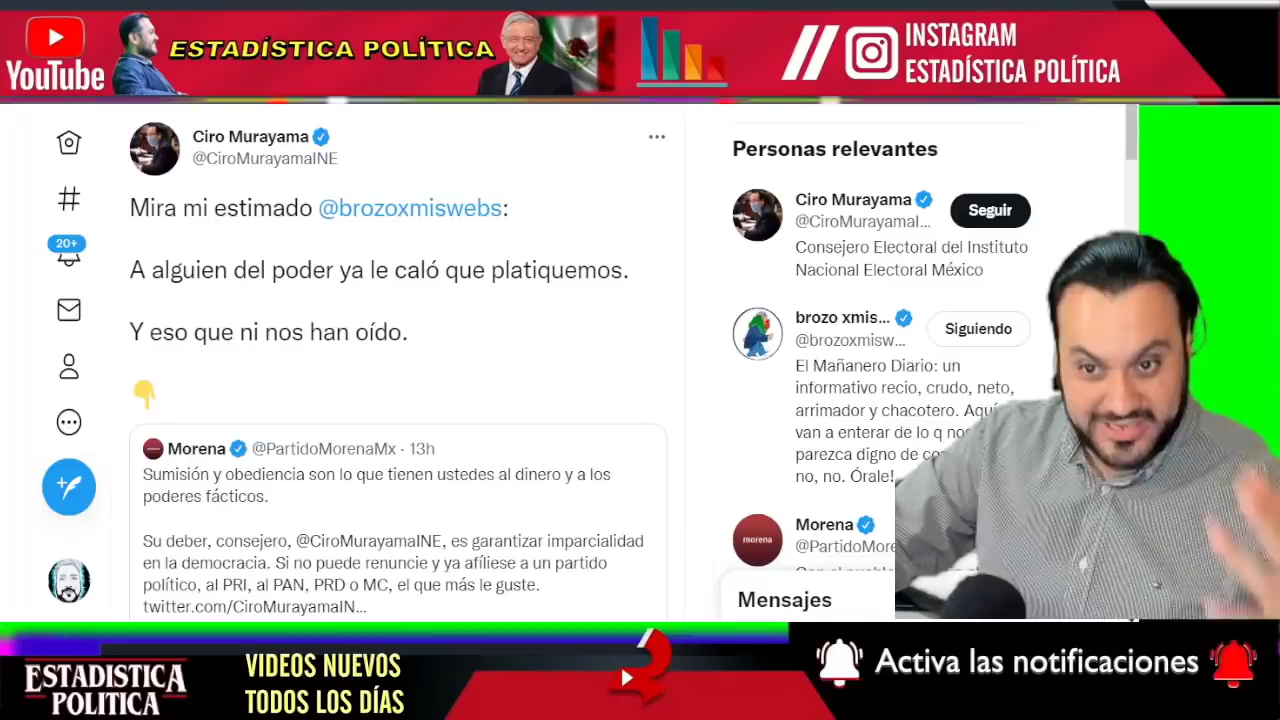 YouTube
ESTADÍSTICA POLÍTICA
INSTAGRAM
ESTADÍSTICA POLÍTICA
Ciro Murayama
@CiroMurayamaINE
Mira mi estimado @brozoxmiswebs:
A alguien del poder ya le caló que platiquemos.
Y eso que ni nos han oído.
20+
Morena @PartidoMorenaMx · 13h
Sumisión y obediencia son lo que tienen ustedes al dinero y a los
poderes fácticos.
Su deber, consejero, @CiroMurayamaINE, es garantizar imparcialidad
en la democracia. Si no puede renuncie y ya afíliese a un partido
político, al PRI, al PAN, PRD o MC, el que más le guste.
twitter.com/CiroMurayamaIN...
Personas relevantes
Ciro Murayama
@CiroMurayamaI...
Seguir
Consejero Electoral del Instituto
Nacional Electoral México
brozo xmis...
@brozoxmisw...
Siguiendo
El Mañanero Diario: un
informativo recio, crudo, neto,
arrimador y chacotero. Aquí
van a enterar de lo q
parezca digno de
no, no. Órale!
morena
Morena
@PartidoMore
Mensajes
ESTADISTICA
POLÍTICA
VIDEOS NUEVOS
TODOS LOS DÍAS
Activa las notificaciones